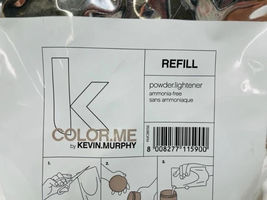 REFILL
k
powder.lightener
ammonia-free
sans ammoniaque
COLOR.ME
by KEVIN.MURPHY
8 008277 115900
1.
2.
3.